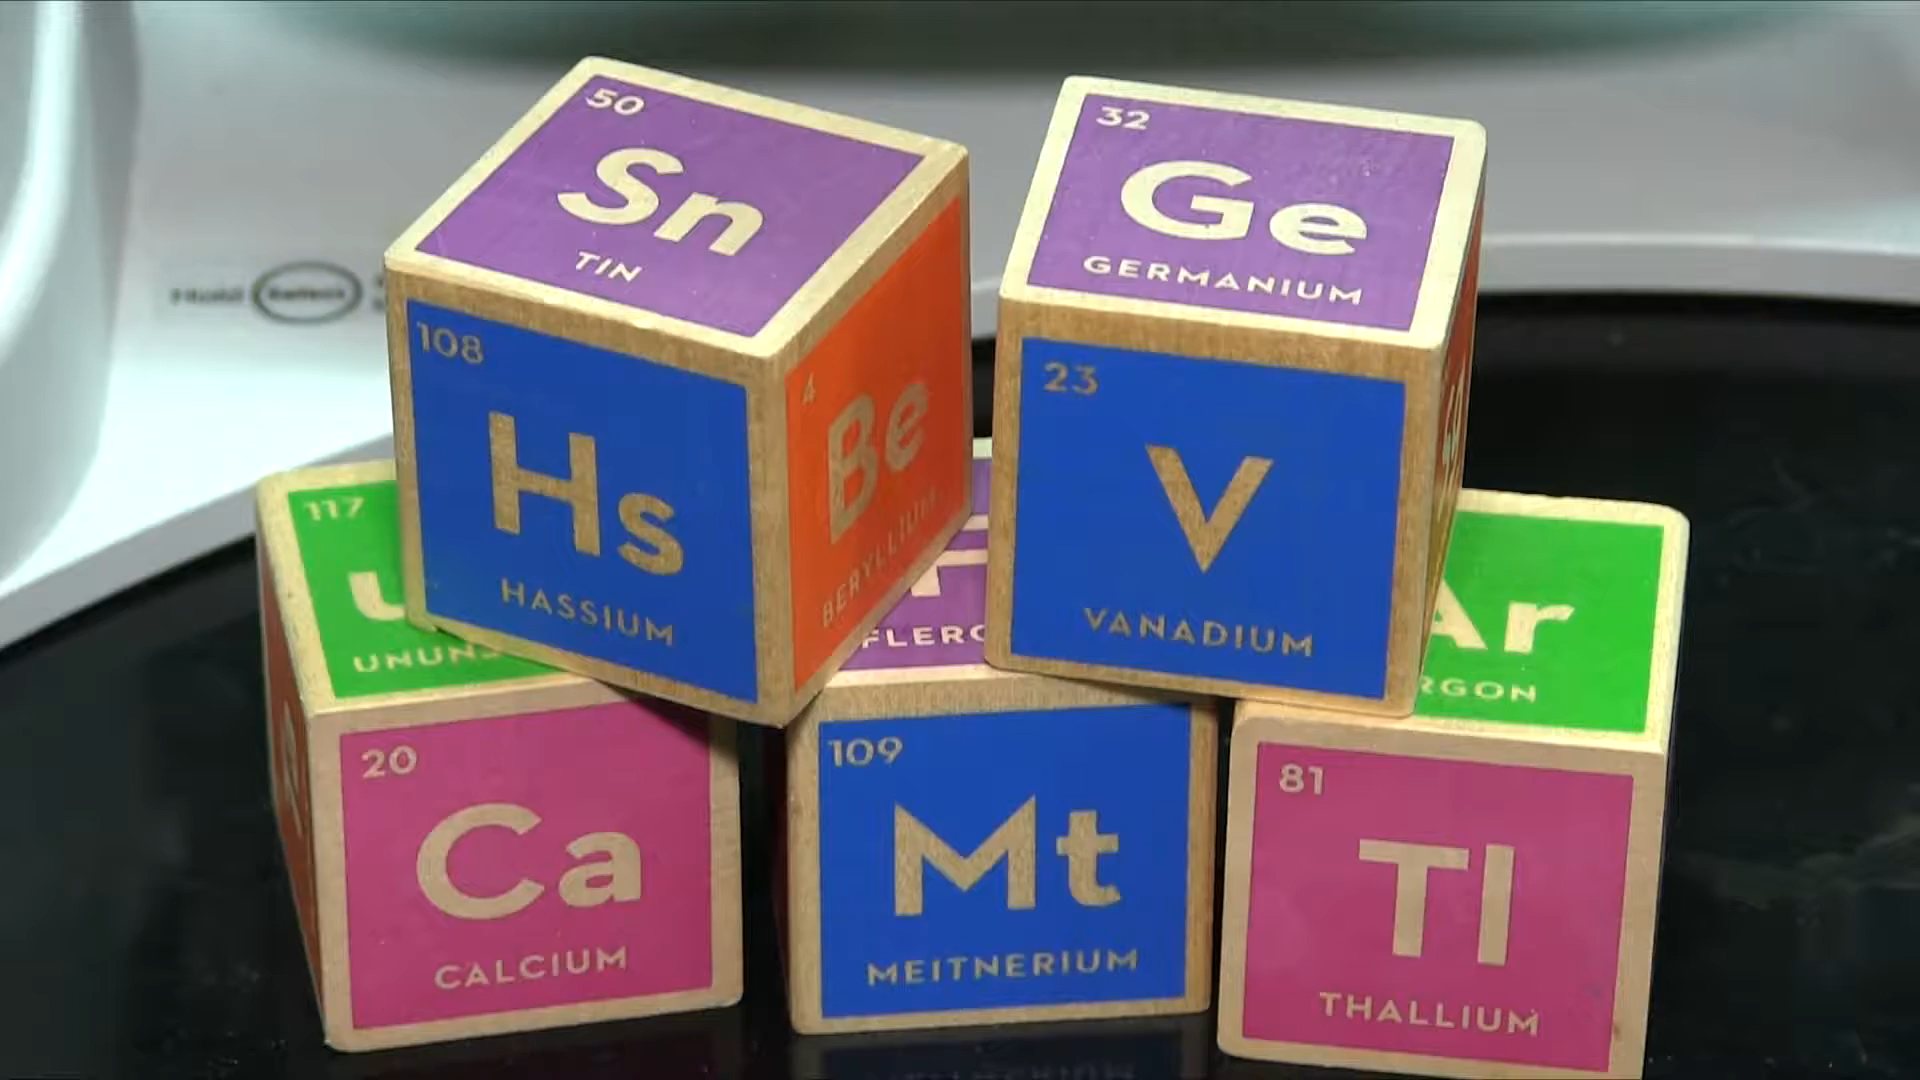 50
Sn
TIN
32
Ge
GERMANIUM
108
Hs
HASSIUM
4
Be
BERYLLIUM
23
V
VANADIUM
117
20
Ca
CALCIUM
109
Mt
MEITNERIUM
Ar
81
Tl
THALLIUM